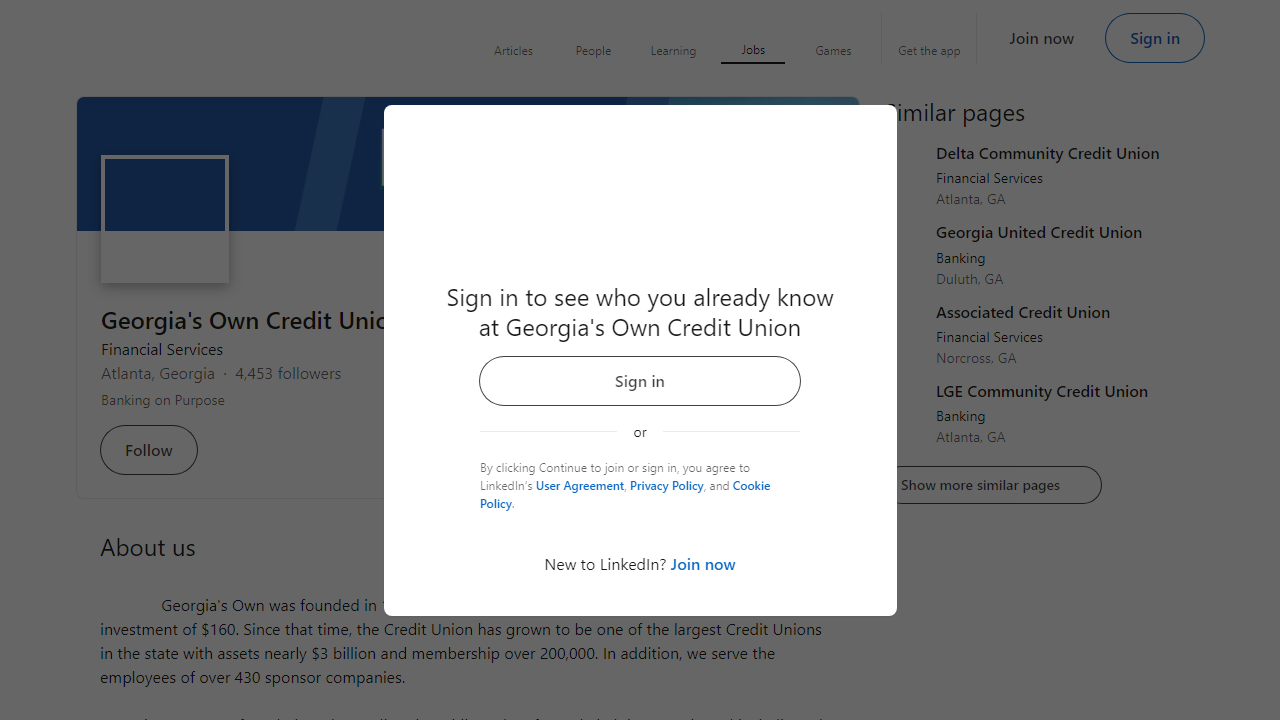 Articles
People
Learning
Jobs
Games
Get the app
Join now
Sign in
Similar pages
Delta Community Credit Union
Financial Services
Atlanta, GA
Georgia United Credit Union
Banking
Duluth, GA
Associated Credit Union
Financial Services
Norcross, GA
LGE Community Credit Union
Banking
Atlanta, GA
Show more similar pages
Georgia's Own Credit Unio
Financial Services
Atlanta, Georgia · 4,453 followers
Banking on Purpose
Follow
Sign in to see who you already know
at Georgia's Own Credit Union
Sign in
or
By clicking Continue to join or sign in, you agree to
LinkedIn's User Agreement, Privacy Policy, and Cookie
Policy.
New to LinkedIn? Join now
About us
Georgia's Own was founded in
investment of $160. Since that time, the Credit Union has grown to be one of the largest Credit Unions
in the state with assets nearly $3 billion and membership over 200,000. In addition, we serve the
employees of over 430 sponsor companies.